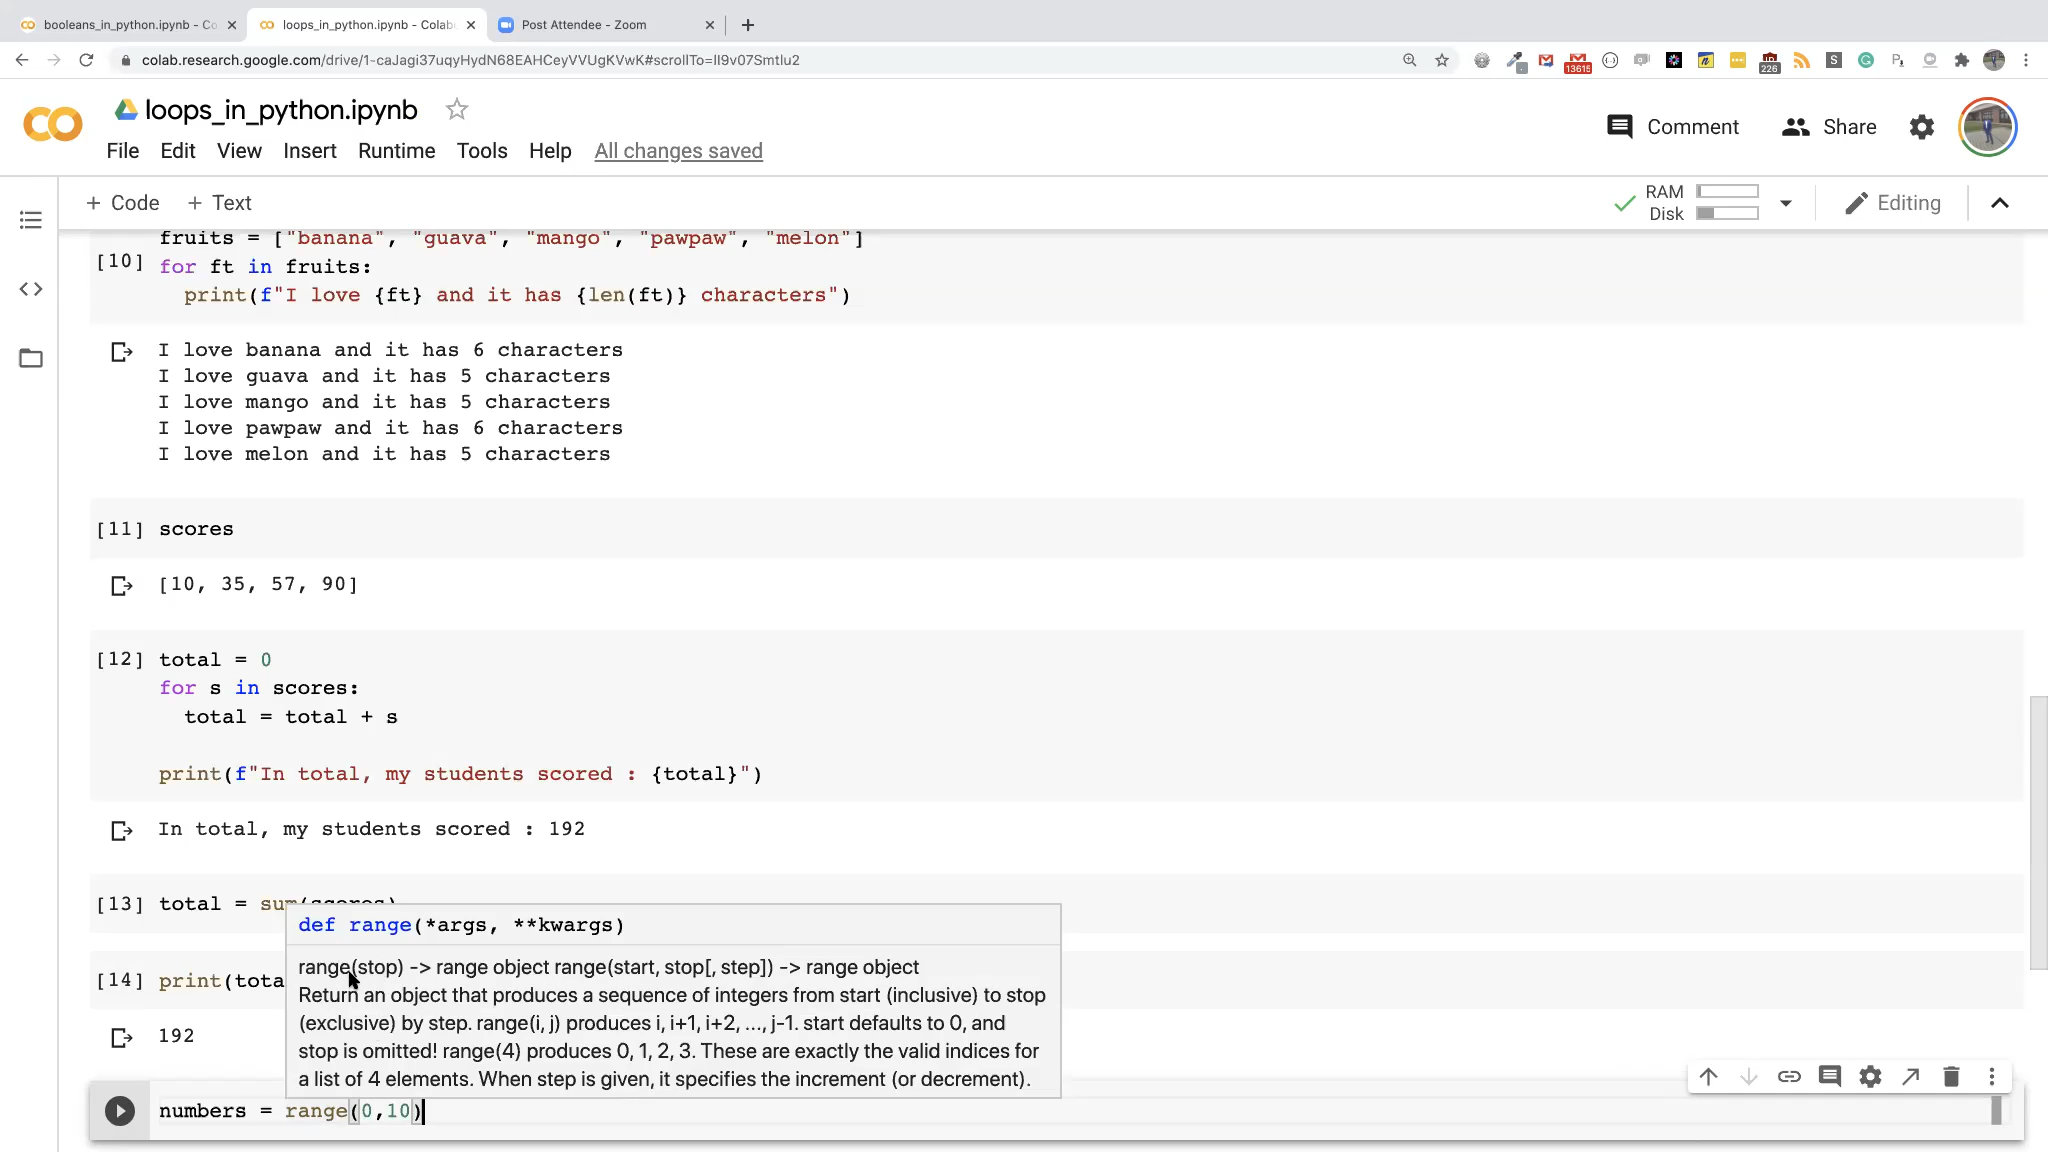 booleans_in_python.ipynb - Co
loops_in_python.ipynb - Colab
Post Attendee - Zoom
colab.research.google.com/drive/1-caJagi37uqyHydN68EAHCeyVVUgKVwK#scrollTo=II9v07SmtIu2
13615
226
loops_in_python.ipynb
Comment
Share
File Edit View Insert Runtime Tools Help All changes saved
+ Code + Text
RAM
Disk
Editing
fruits = ["banana", "guava", "mango", "pawpaw", "melon"]
[10] for ft in fruits:
print(f"I love {ft} and it has {len(ft)} characters")
I love banana and it has 6 characters
I love guava and it has 5 characters
I love mango and it has 5 characters
I love pawpaw and it has 6 characters
I love melon and it has 5 characters
[11] scores
[10, 35, 57, 90]
[12] total = 0
for s in scores:
total = total + s
print(f"In total, my students scored : {total}")
In total, my students scored : 192
[13] total = sum(scores)
def range(*args, **kwargs)
range(stop) -> range object range(start, stop[, step]) -> range object
Return an object that produces a sequence of integers from start (inclusive) to stop
(exclusive) by step. range(i, j) produces i, i+1, i+2, ..., j-1. start defaults to 0, and
stop is omitted! range(4) produces 0, 1, 2, 3. These are exactly the valid indices for
a list of 4 elements. When step is given, it specifies the increment (or decrement).
[14] print(tota
192
numbers = range(0,10)